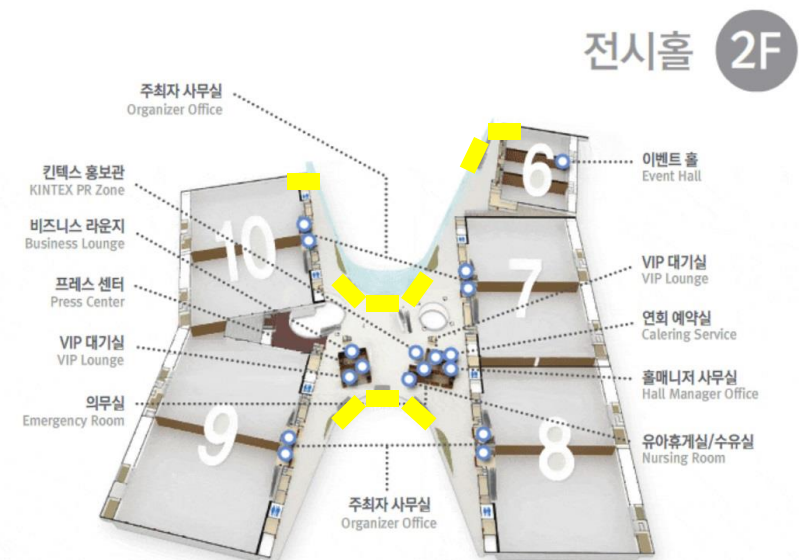 전시홀 2F
주최자 사무실
Organizer Office
킨텍스 홍보관
KINTEX PR Zone
비즈니스 라운지
Business Lounge
프레스 센터
Press Center
VIP 대기실
VIP Lounge
의무실
Emergency Room
10
9
6
7
8
이벤트 홀
Event Hall
VIP 대기실
VIP Lounge
연회 예약실
Calering Service
홀매니저 사무실
Hall Manager Office
유아휴게실/수유실
Nursing Room
주최자 사무실
Organizer Office